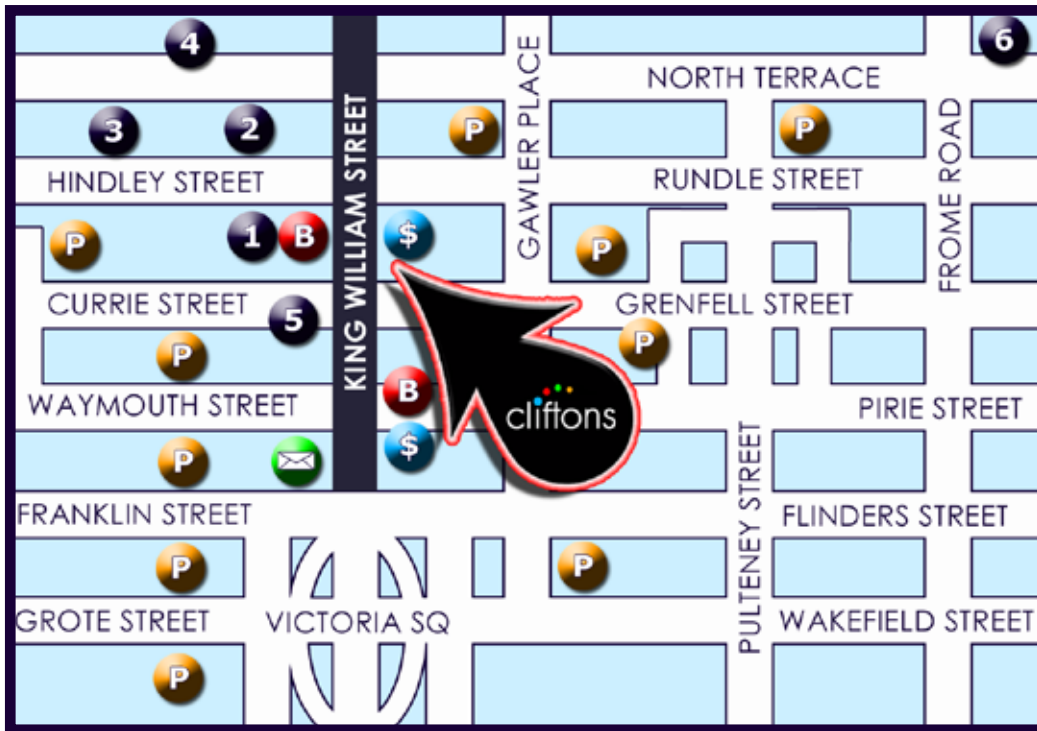 4
6
NORTH TERRACE
3
2
P
P
GAWLER PLACE
FROME ROAD
KING WILLIAM STREET
HINDLEY STREET
RUNDLE STREET
P
1
B
$
P
CURRIE STREET
GRENFELL STREET
5
P
P
B
cliftons
WAYMOUTH STREET
PIRIE STREET
P
$
PULTENEY STREET
FRANKLIN STREET
FLINDERS STREET
P
P
GROTE STREET
VICTORIA SQ
WAKEFIELD STREET
P